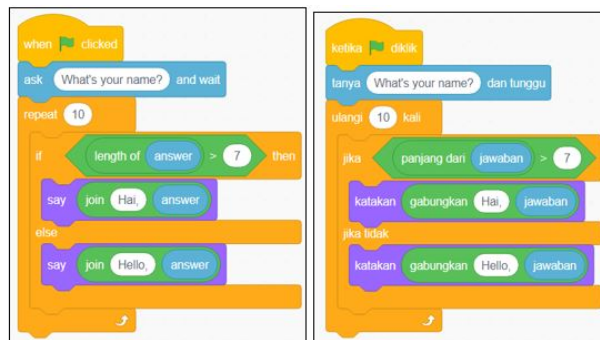 when clicked
ask What's your name? and wait
repeat 10
if length of answer > 7 then
say join Hai, answer
else
say join Hello, answer
ketika diklik
tanya What's your name? dan tunggu
ulangi 10 kali
jika panjang dari jawaban > 7
katakan gabungkan Hai, jawaban
jika tidak
katakan gabungkan Hello, jawaban